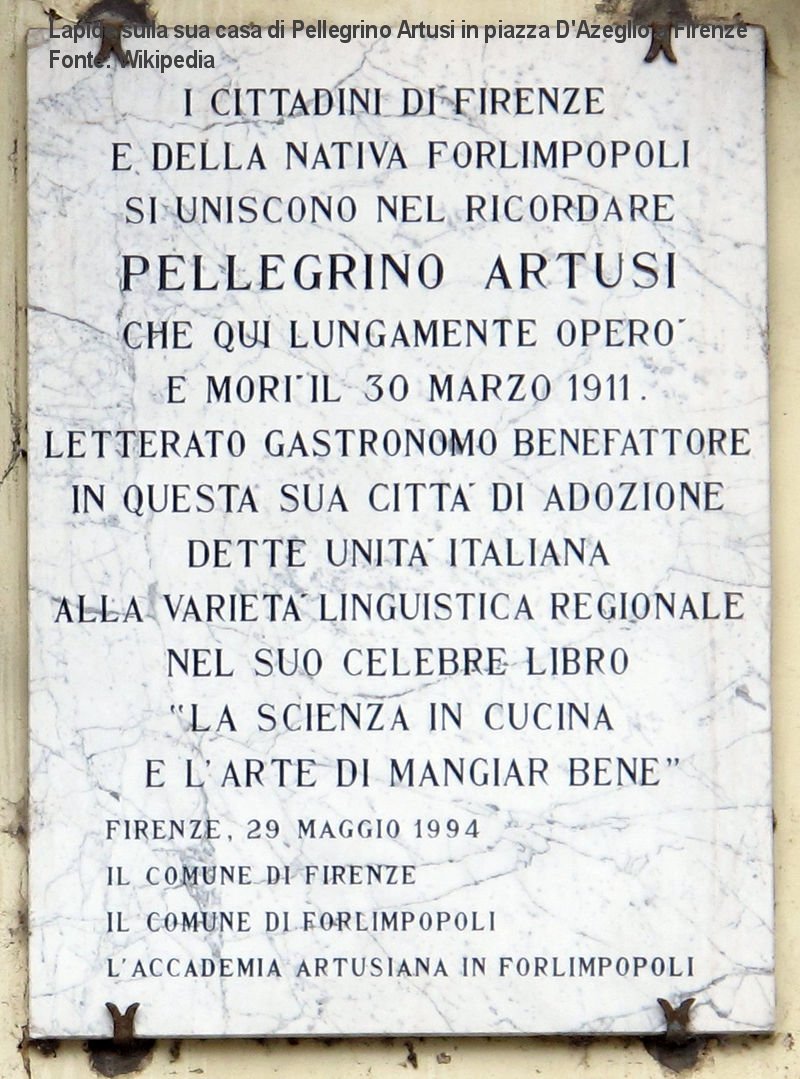 Lapide sulla sua casa di Pellegrino Artusi in piazza D'Azeglio a Firenze
Fonte: Wikipedia
I CITTADINI DI FIRENZE
E DELLA NATIVA FORLIMPOPOLI
SI UNISCONO NEL RICORDARE
PELLEGRINO ARTUSI
CHE QUI LUNGAMENTE OPERO´
E MORI´ IL 30 MARZO 1911.
LETTERATO GASTRONOMO BENEFATTORE
IN QUESTA SUA CITTA´ DI ADOZIONE
DETTE UNITA´ ITALIANA
ALLA VARIETA´ LINGUISTICA REGIONALE
NEL SUO CELEBRE LIBRO
"LA SCIENZA IN CUCINA
E L'ARTE DI MANGIAR BENE"
FIRENZE, 29 MAGGIO 1994
IL COMUNE DI FIRENZE
IL COMUNE DI FORLIMPOPOLI
L'ACCADEMIA ARTUSIANA IN FORLIMPOPOLI